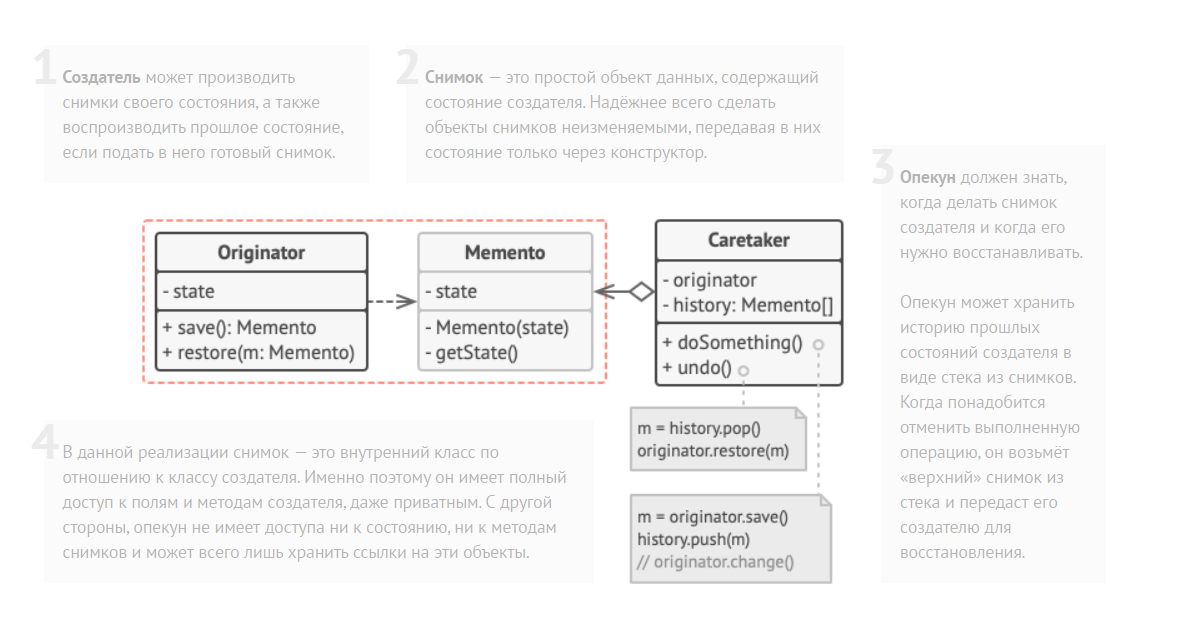 1
Создатель может производить
снимки своего состояния, а также
воспроизводить прошлое состояние,
если подать в него готовый снимок.
2
Снимок — это простой объект данных, содержащий
состояние создателя. Надёжнее всего сделать
объекты снимков неизменяемыми, передавая в них
состояние только через конструктор.
3
Опекун должен знать,
когда делать снимок
создателя и когда его
нужно восстанавливать.
Опекун может хранить
историю прошлых
состояний создателя в
виде стека из снимков.
Когда понадобится
отменить выполненную
операцию, он возьмёт
«верхний» снимок из
стека и передаст его
создателю для
восстановления.
Originator
- state
+ save(): Memento
+ restore(m: Memento)
Memento
- state
- Memento(state)
- getState()
Caretaker
- originator
- history: Memento[]
+ doSomething()
+ undo()
m = history.pop()
originator.restore(m)
m = originator.save()
history.push(m)
// originator.change()
4
В данной реализации снимок — это внутренний класс по
отношению к классу создателя. Именно поэтому он имеет полный
доступ к полям и методам создателя, даже приватным. С другой
стороны, опекун не имеет доступа ни к состоянию, ни к методам
снимков и может всего лишь хранить ссылки на эти объекты.